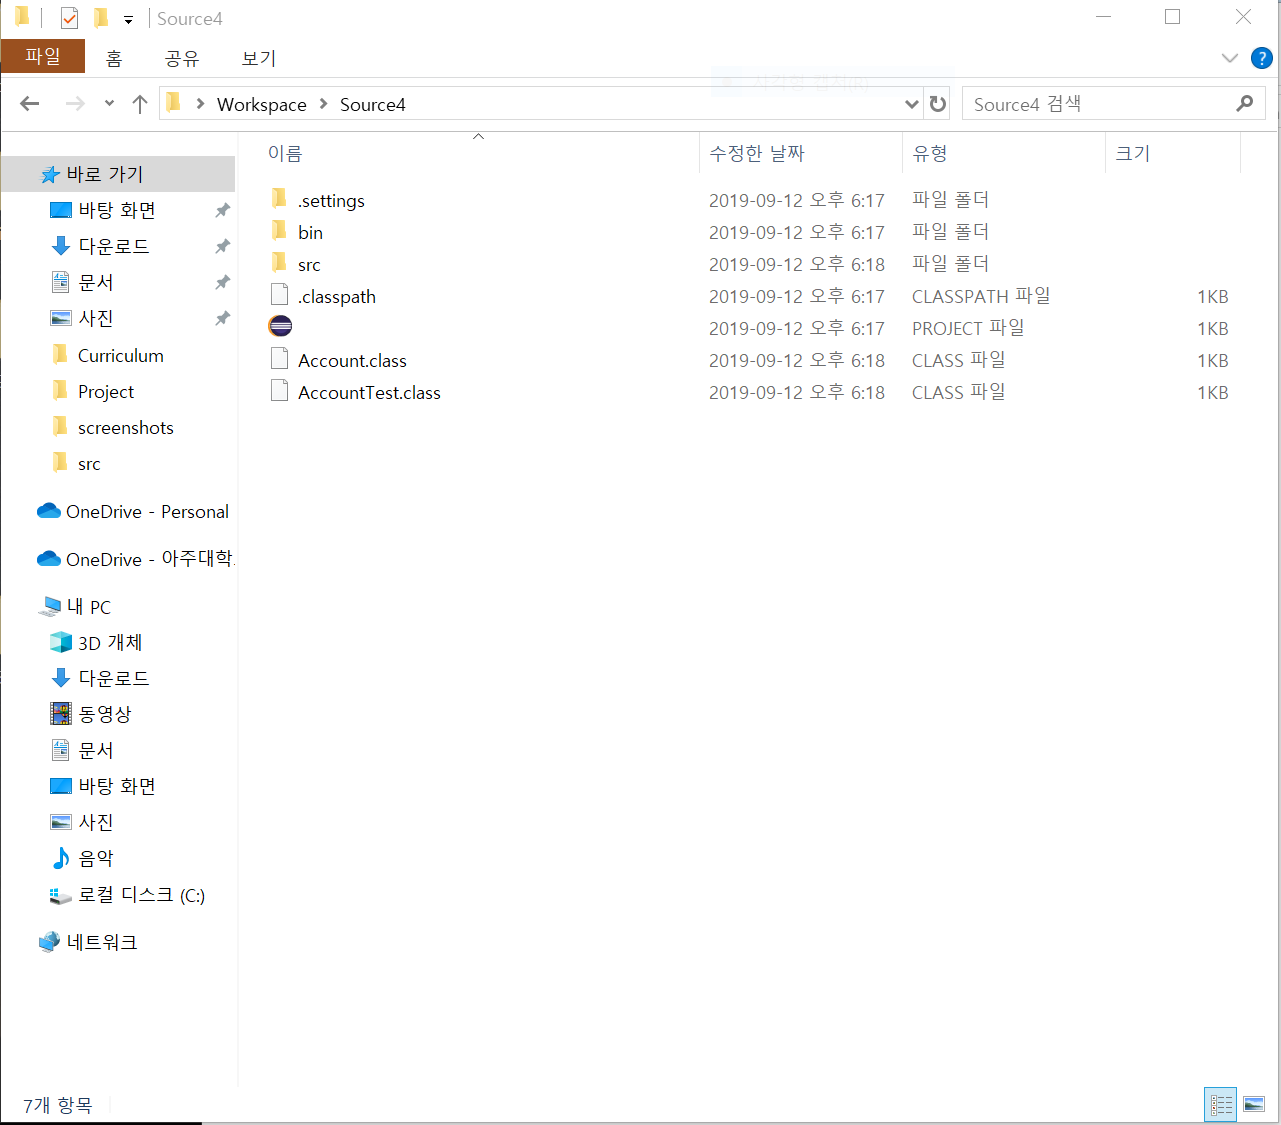 Source4
파일 홈 공유 보기
Workspace Source4 Source4 검색
이름 수정한 날짜 유형 크기
바로 가기
바탕 화면
다운로드
문서
사진
Curriculum
Project
screenshots
src
OneDrive - Personal
OneDrive - 아주대학
내 PC
3D 개체
다운로드
동영상
문서
바탕 화면
사진
음악
로컬 디스크 (C:)
네트워크
.settings 2019-09-12 오후 6:17 파일 폴더
bin 2019-09-12 오후 6:17 파일 폴더
src 2019-09-12 오후 6:18 파일 폴더
.classpath 2019-09-12 오후 6:17 CLASSPATH 파일 1KB
2019-09-12 오후 6:17 PROJECT 파일 1KB
Account.class 2019-09-12 오후 6:18 CLASS 파일 1KB
AccountTest.class 2019-09-12 오후 6:18 CLASS 파일 1KB
7개 항목